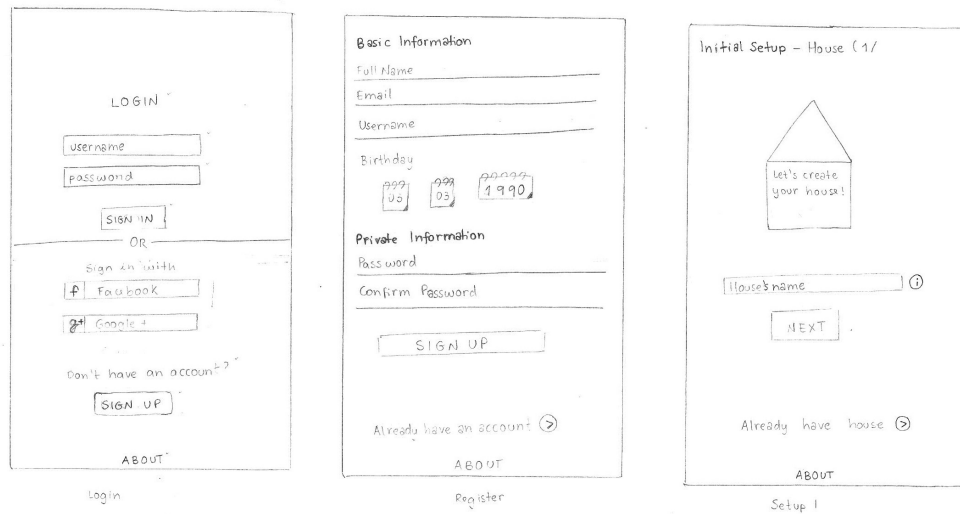 LOGIN
username
password
SIGN IN
OR
Sign in with
f Facebook
g+ Google +
Don't have an account?
SIGN UP
ABOUT
Login
Basic Information
Full Name
Email
Username
Birthday
03 03 1990
Private Information
Password
Confirm Password
SIGN UP
Already have an account >
ABOUT
Register
Initial Setup - House (1/
Let's create
your house!
House's name i
NEXT
Already have house >
ABOUT
Setup 1